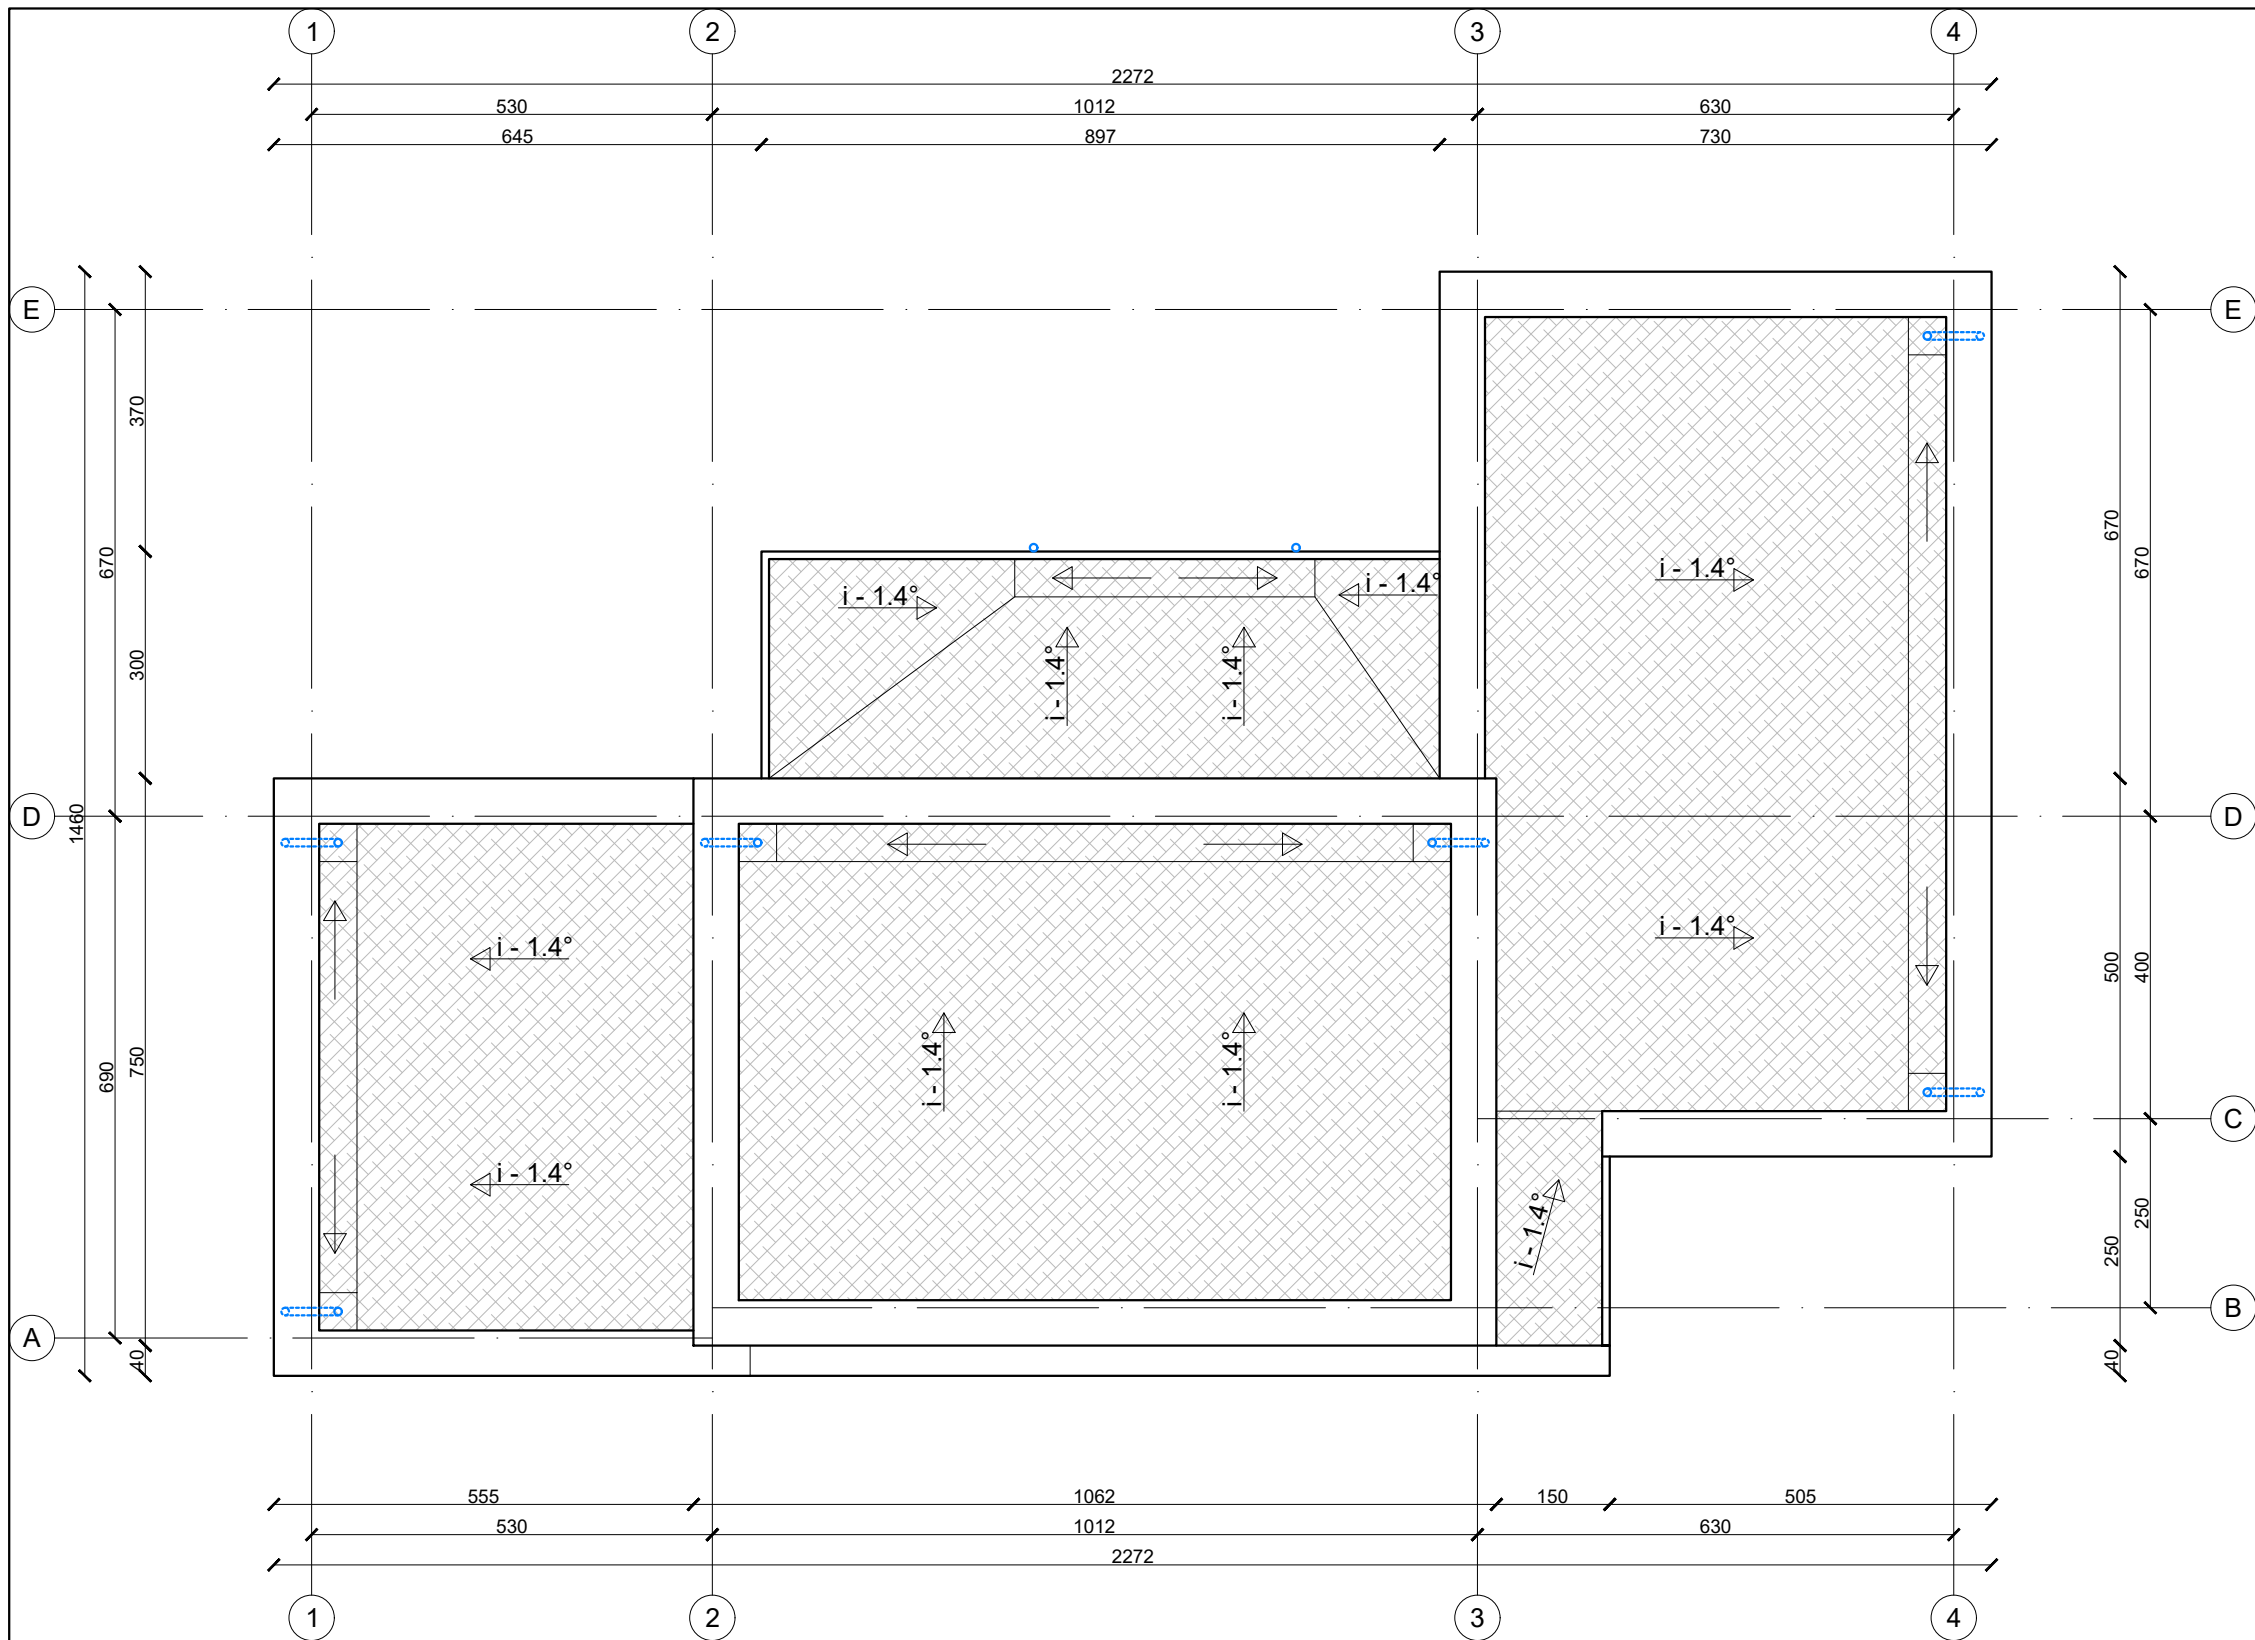 1 2 3 4
2272
530 1012 630
645 897 730
E E
370
670 670 670
i - 1.4°
i - 1.4° i - 1.4°
300
i - 1.4° i - 1.4°
D 1460 D
i - 1.4° i - 1.4°
500 400
690 750
i - 1.4° i - 1.4°
C
i - 1.4°
i - 1.4°
250 250
B
A
40 40
555 1062 150 505
530 1012 630
2272
1 2 3 4